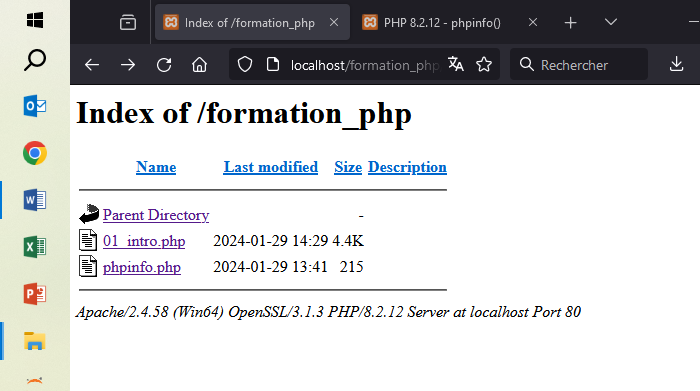 Index of /formation_php
PHP 8.2.12 - phpinfo()
localhost/formation_php
Rechercher
Index of /formation_php
Name Last modified Size Description
Parent Directory -
01_intro.php 2024-01-29 14:29 4.4K
phpinfo.php 2024-01-29 13:41 215
Apache/2.4.58 (Win64) OpenSSL/3.1.3 PHP/8.2.12 Server at localhost Port 80